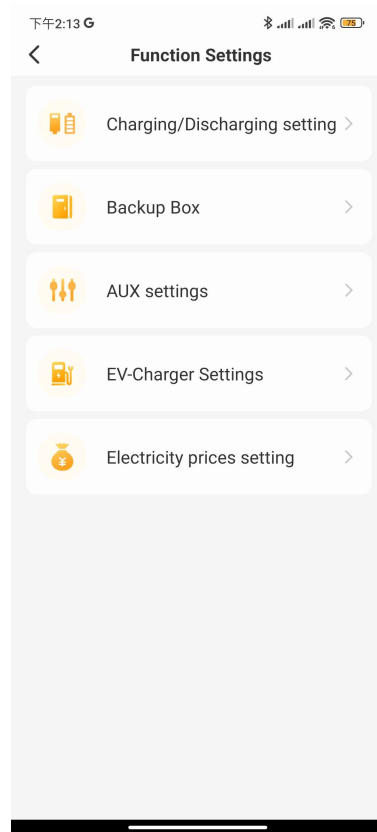 下午2:13 G
75
Function Settings
Charging/Discharging setting
Backup Box
AUX settings
EV-Charger Settings
Electricity prices setting
¥